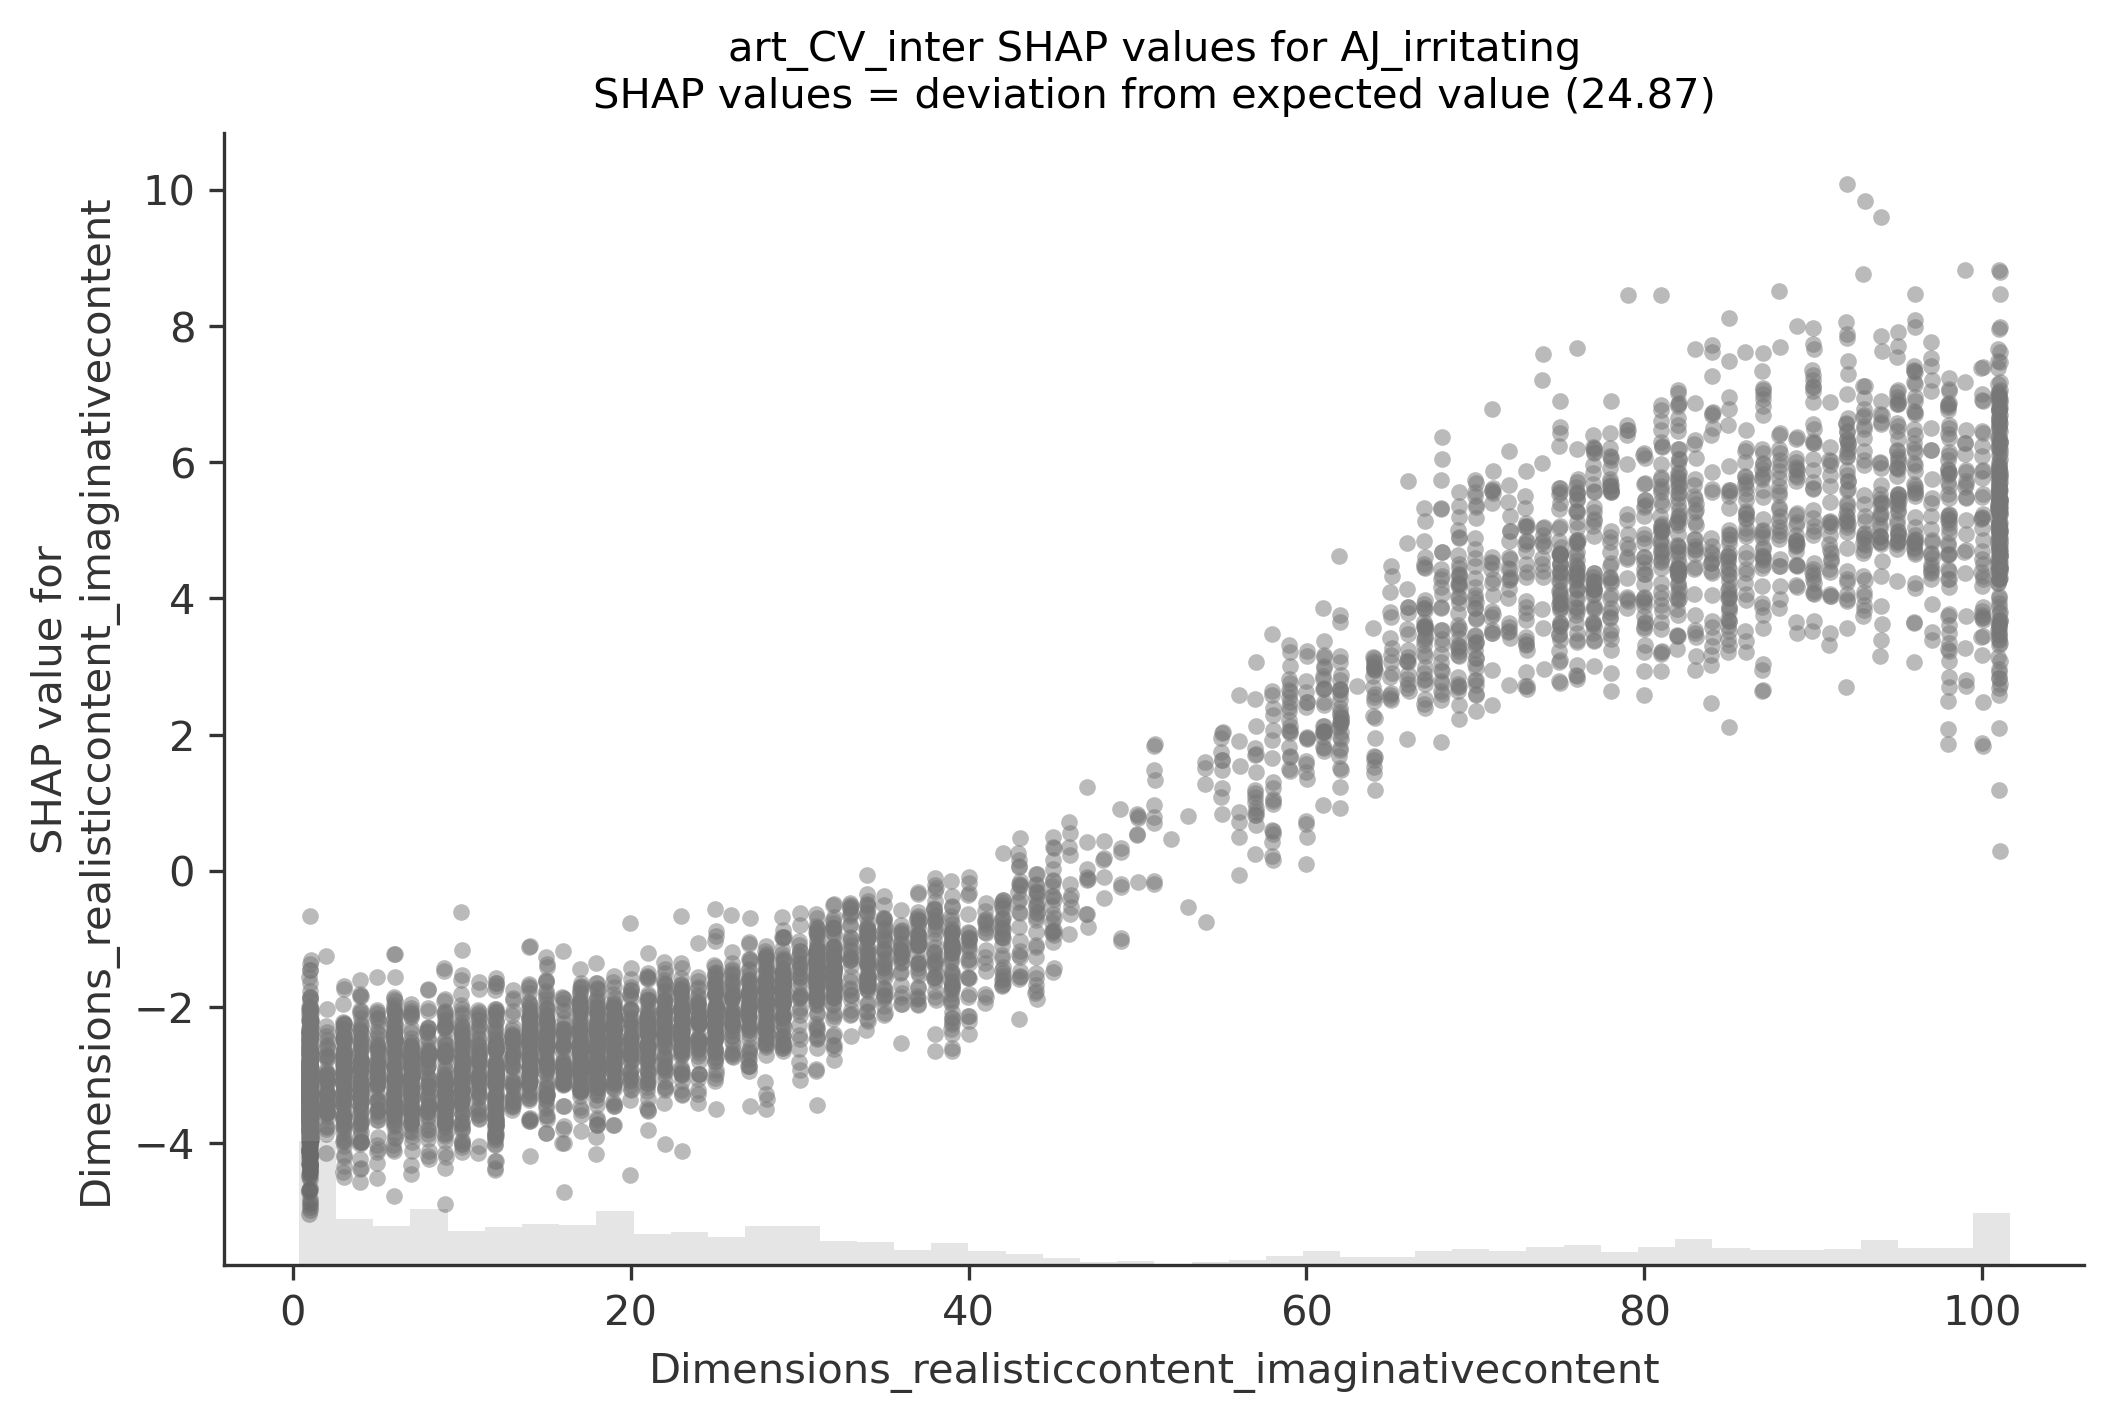 art_CV_inter SHAP values for AJ_irritating
SHAP values = deviation from expected value (24.87)
SHAP value for
Dimensions_realisticcontent_imaginativecontent
10
8
6
4
2
0
−2
−4
0
20
40
60
80
100
Dimensions_realisticcontent_imaginativecontent